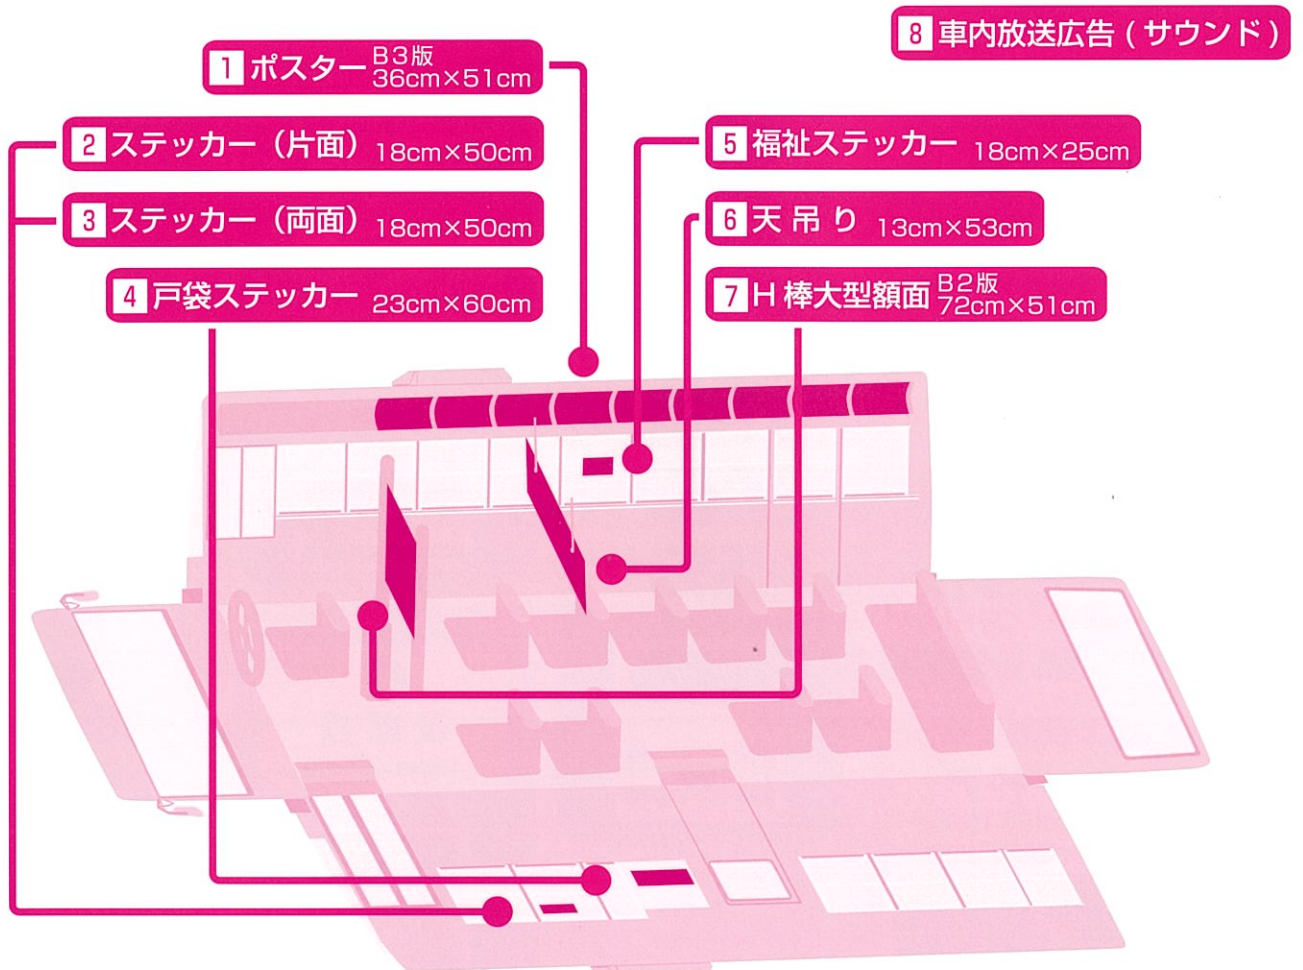 8 車内放送広告 ( サウンド )
1 ポスター B3版 36cm×51cm
2 ステッカー（片面） 18cm×50cm
3 ステッカー（両面） 18cm×50cm
4 戸袋ステッカー 23cm×60cm
5 福祉ステッカー 18cm×25cm
6 天 吊 り 13cm×53cm
7 H 棒大型額面 B2版 72cm×51cm